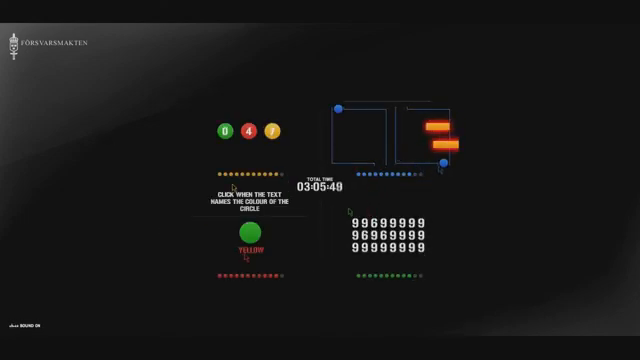 FÖRSVARSMAKTEN
0 4 7
TOTAL TIME
03:05:49
CLICK WHEN THE TEXT
NAMES THE COLOUR OF THE
CIRCLE
YELLOW
99699999
96969999
99999999
SOUND ON